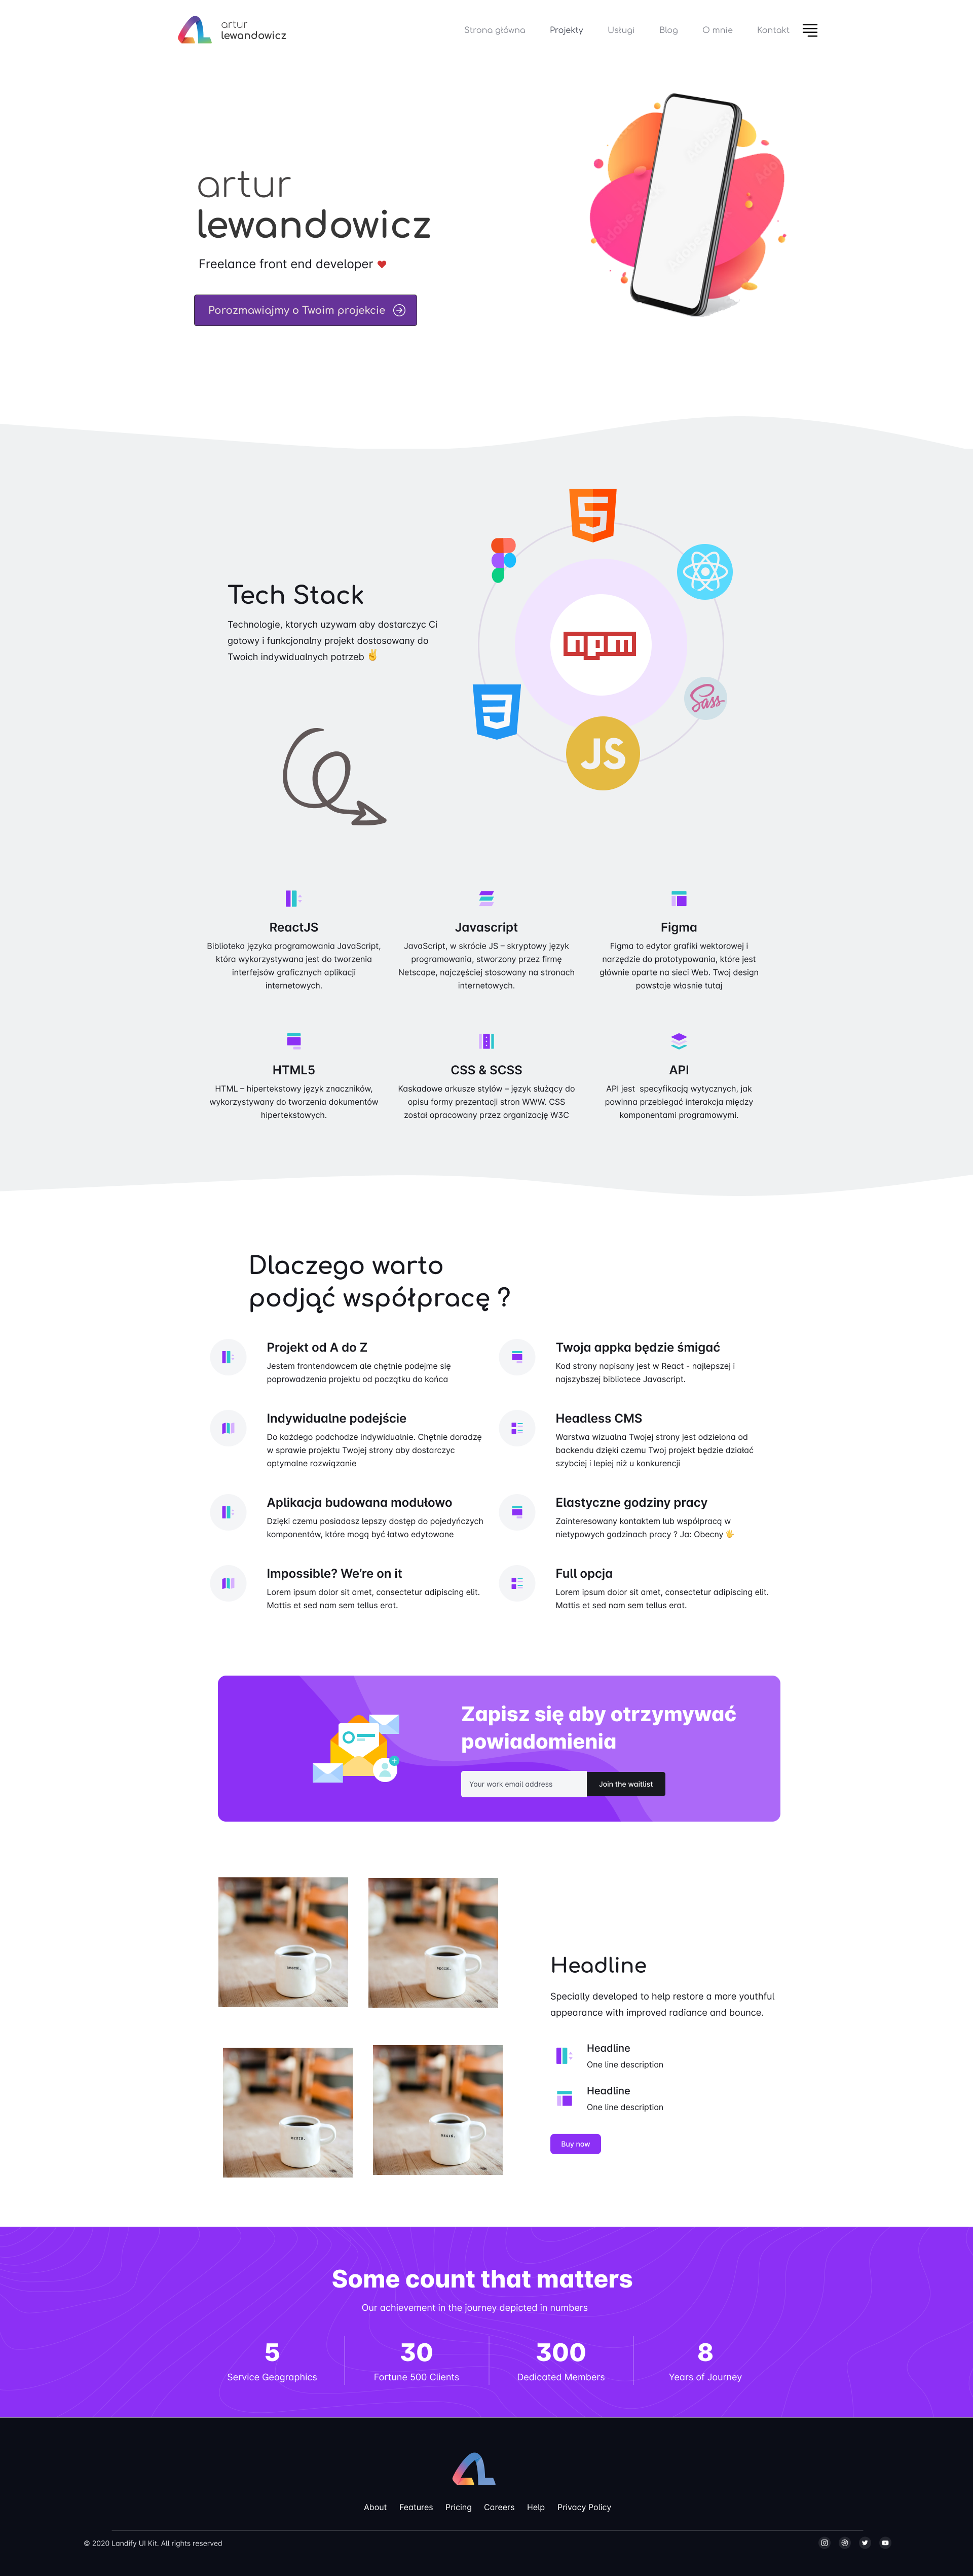 artur
lewandowicz
Strona główna
Projekty
Usługi
Blog
O mnie
Kontakt
artur
lewandowicz
Freelance front end developer
Porozmawiajmy o Twoim projekcie
Adobe Stock
Tech Stack
Technologie, ktorych uzywam aby dostarczyc Ci
gotowy i funkcjonalny projekt dostosowany do
Twoich indywidualnych potrzeb
npm
Sass
JS
ReactJS
Biblioteka języka programowania JavaScript,
która wykorzystywana jest do tworzenia
interfejsów graficznych aplikacji
internetowych.
Javascript
JavaScript, w skrócie JS – skryptowy język
programowania, stworzony przez firmę
Netscape, najczęściej stosowany na stronach
internetowych.
Figma
Figma to edytor grafiki wektorowej i
narzędzie do prototypowania, które jest
głównie oparte na sieci Web. Twoj design
powstaje własnie tutaj
HTML5
HTML – hipertekstowy język znaczników,
wykorzystywany do tworzenia dokumentów
hipertekstowych.
CSS & SCSS
Kaskadowe arkusze stylów – język służący do
opisu formy prezentacji stron WWW. CSS
został opracowany przez organizację W3C
API
API jest specyfikacją wytycznych, jak
powinna przebiegać interakcja między
komponentami programowymi.
Dlaczego warto
podjąć współpracę ?
Projekt od A do Z
Jestem frontendowcem ale chętnie podejme się
poprowadzenia projektu od początku do końca
Twoja appka będzie śmigać
Kod strony napisany jest w React - najlepszej i
najszybszej bibliotece Javascript.
Indywidualne podejście
Do każdego podchodze indywidualnie. Chętnie doradzę
w sprawie projektu Twojej strony aby dostarczyc
optymalne rozwiązanie
Headless CMS
Warstwa wizualna Twojej strony jest odzielona od
backendu dzięki czemu Twoj projekt będzie działać
szybciej i lepiej niż u konkurencji
Aplikacja budowana modułowo
Dzięki czemu posiadasz lepszy dostęp do pojedyńczych
komponentów, które mogą być łatwo edytowane
Elastyczne godziny pracy
Zainteresowany kontaktem lub współpracą w
nietypowych godzinach pracy ? Ja: Obecny
Impossible? We’re on it
Lorem ipsum dolor sit amet, consectetur adipiscing elit.
Mattis et sed nam sem tellus erat.
Full opcja
Lorem ipsum dolor sit amet, consectetur adipiscing elit.
Mattis et sed nam sem tellus erat.
Zapisz się aby otrzymywać
powiadomienia
Your work email address
Join the waitlist
BEGIN.
BEGIN.
BEGIN.
BEGIN.
Headline
Specially developed to help restore a more youthful
appearance with improved radiance and bounce.
Headline
One line description
Headline
One line description
Buy now
Some count that matters
Our achievement in the journey depicted in numbers
5
Service Geographics
30
Fortune 500 Clients
300
Dedicated Members
8
Years of Journey
About
Features
Pricing
Careers
Help
Privacy Policy
© 2020 Landify UI Kit. All rights reserved